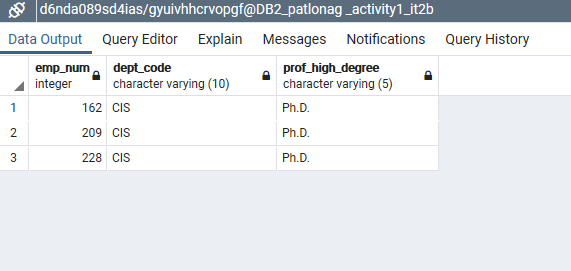 d6nda089sd4ias/gyuivhhcrvopgf@DB2_patlonag _activity1_it2b
Data Output Query Editor Explain Messages Notifications Query History
emp_num dept_code prof_high_degree
integer character varying (10) character varying (5)
1 162 CIS Ph.D.
2 209 CIS Ph.D.
3 228 CIS Ph.D.